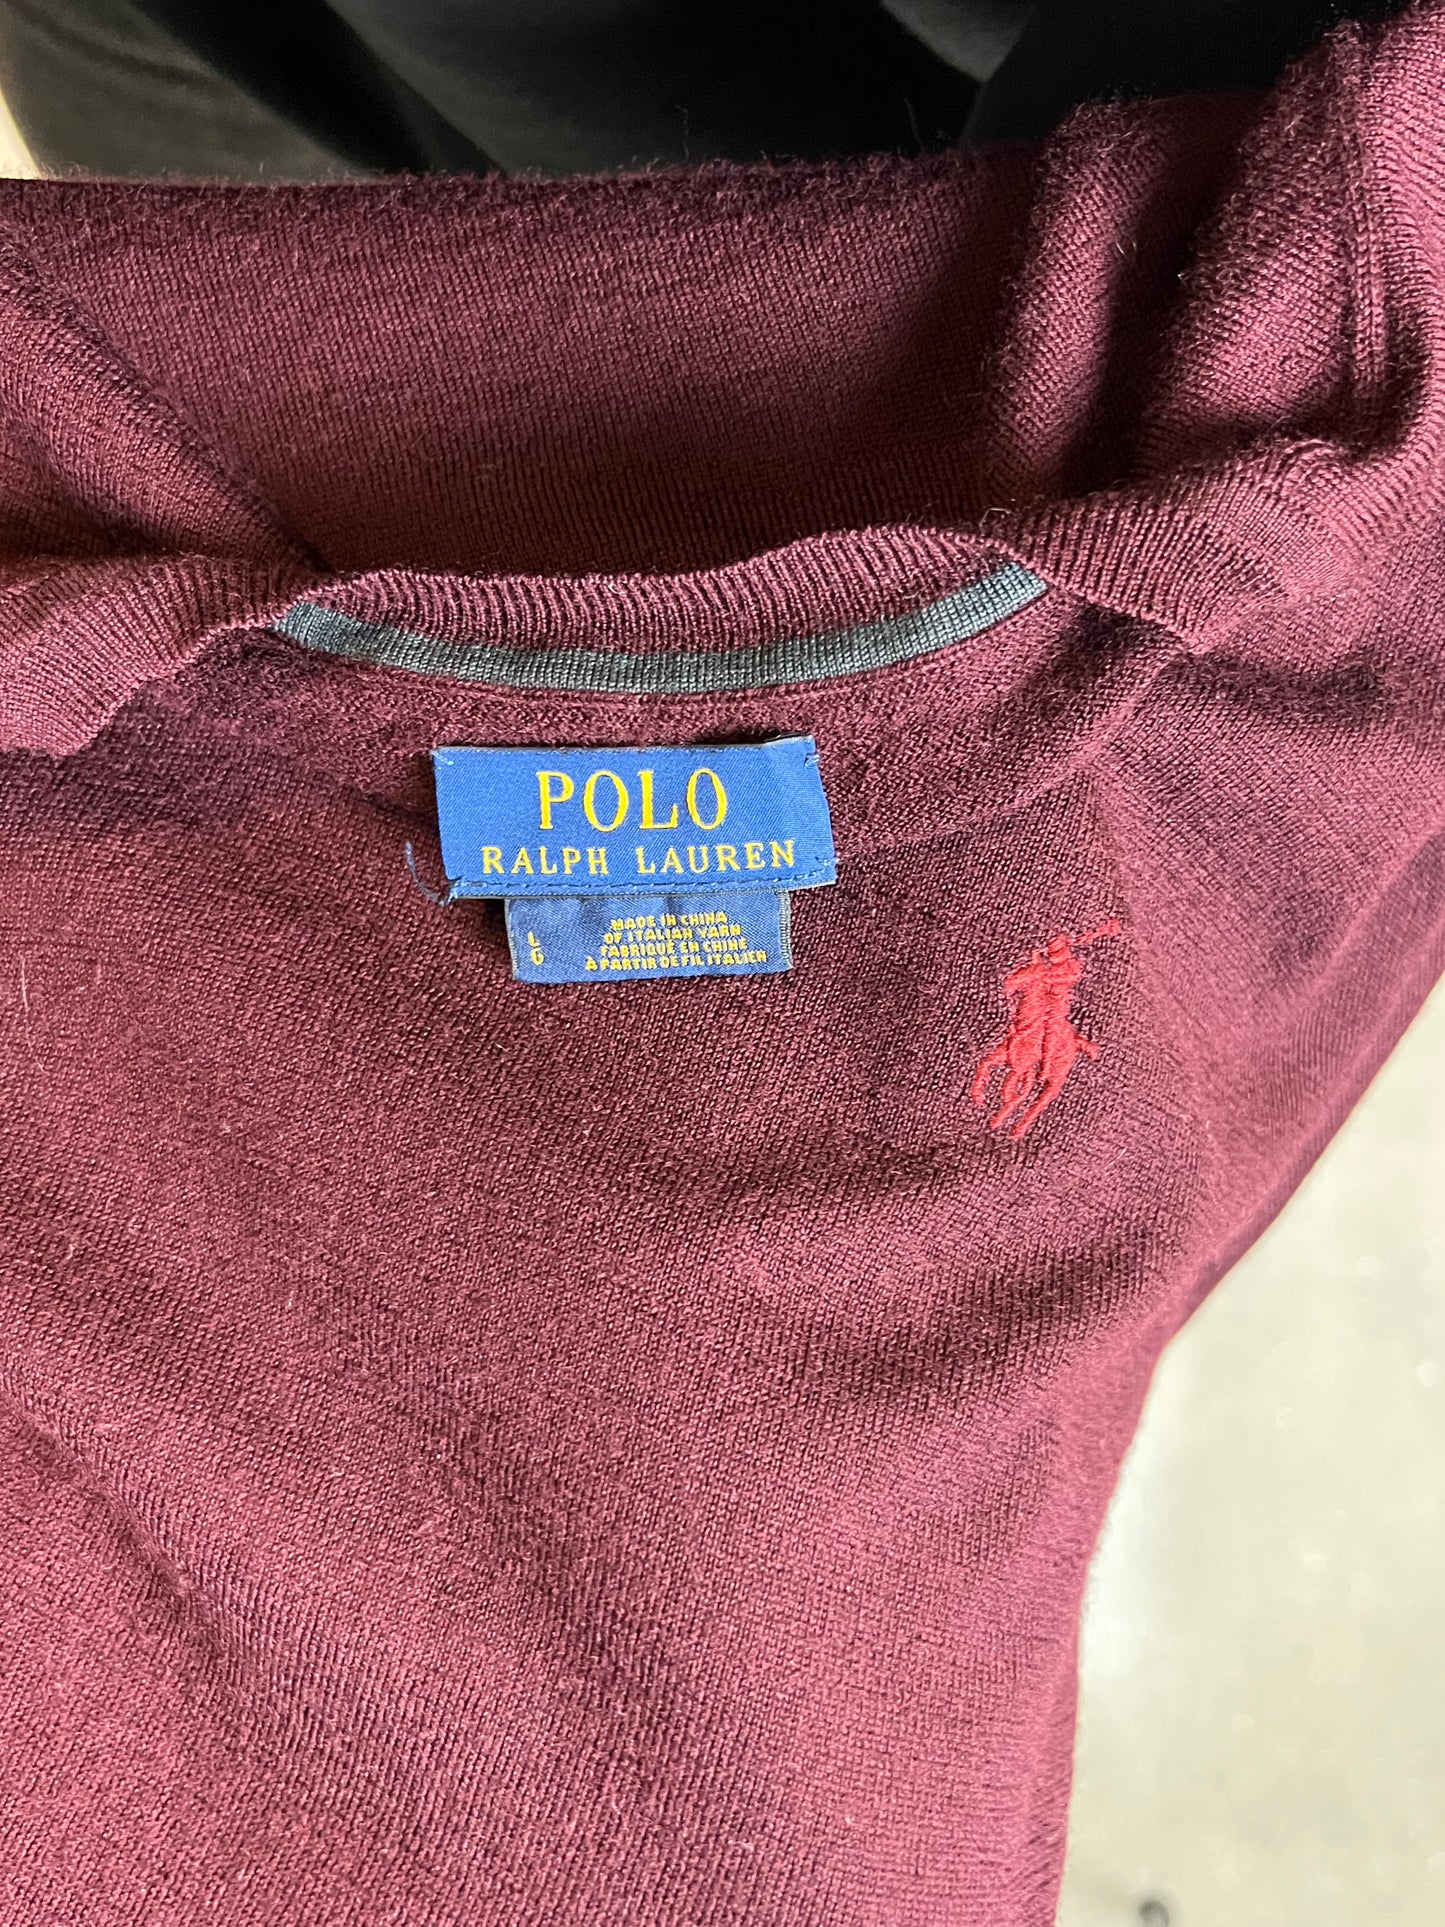 POLO
RALPH LAUREN
L
G
MADE IN CHINA
OF ITALIAN YARN
FABRIQUÉ EN CHINE
À PARTIR DE FIL ITALIEN